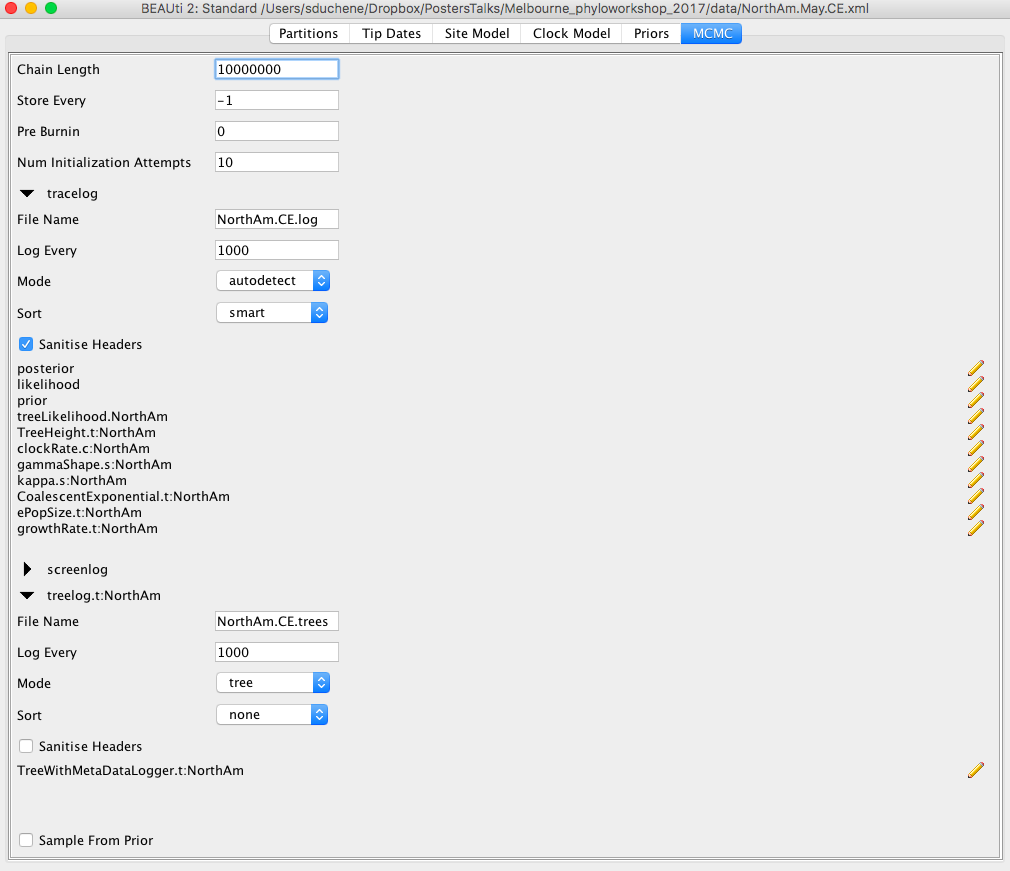 BEAUti 2: Standard /Users/sduchene/Dropbox/PostersTalks/Melbourne_phyloworkshop_2017/data/NorthAm.May.CE.xml
Partitions Tip Dates Site Model Clock Model Priors MCMC
Chain Length 10000000
Store Every -1
Pre Burnin 0
Num Initialization Attempts 10
tracelog
File Name NorthAm.CE.log
Log Every 1000
Mode autodetect
Sort smart
Sanitise Headers
posterior
likelihood
prior
treeLikelihood.NorthAm
TreeHeight.t:NorthAm
clockRate.c:NorthAm
gammaShape.s:NorthAm
kappa.s:NorthAm
CoalescentExponential.t:NorthAm
ePopSize.t:NorthAm
growthRate.t:NorthAm
screenlog
treelog.t:NorthAm
File Name NorthAm.CE.trees
Log Every 1000
Mode tree
Sort none
Sanitise Headers
TreeWithMetaDataLogger.t:NorthAm
Sample From Prior